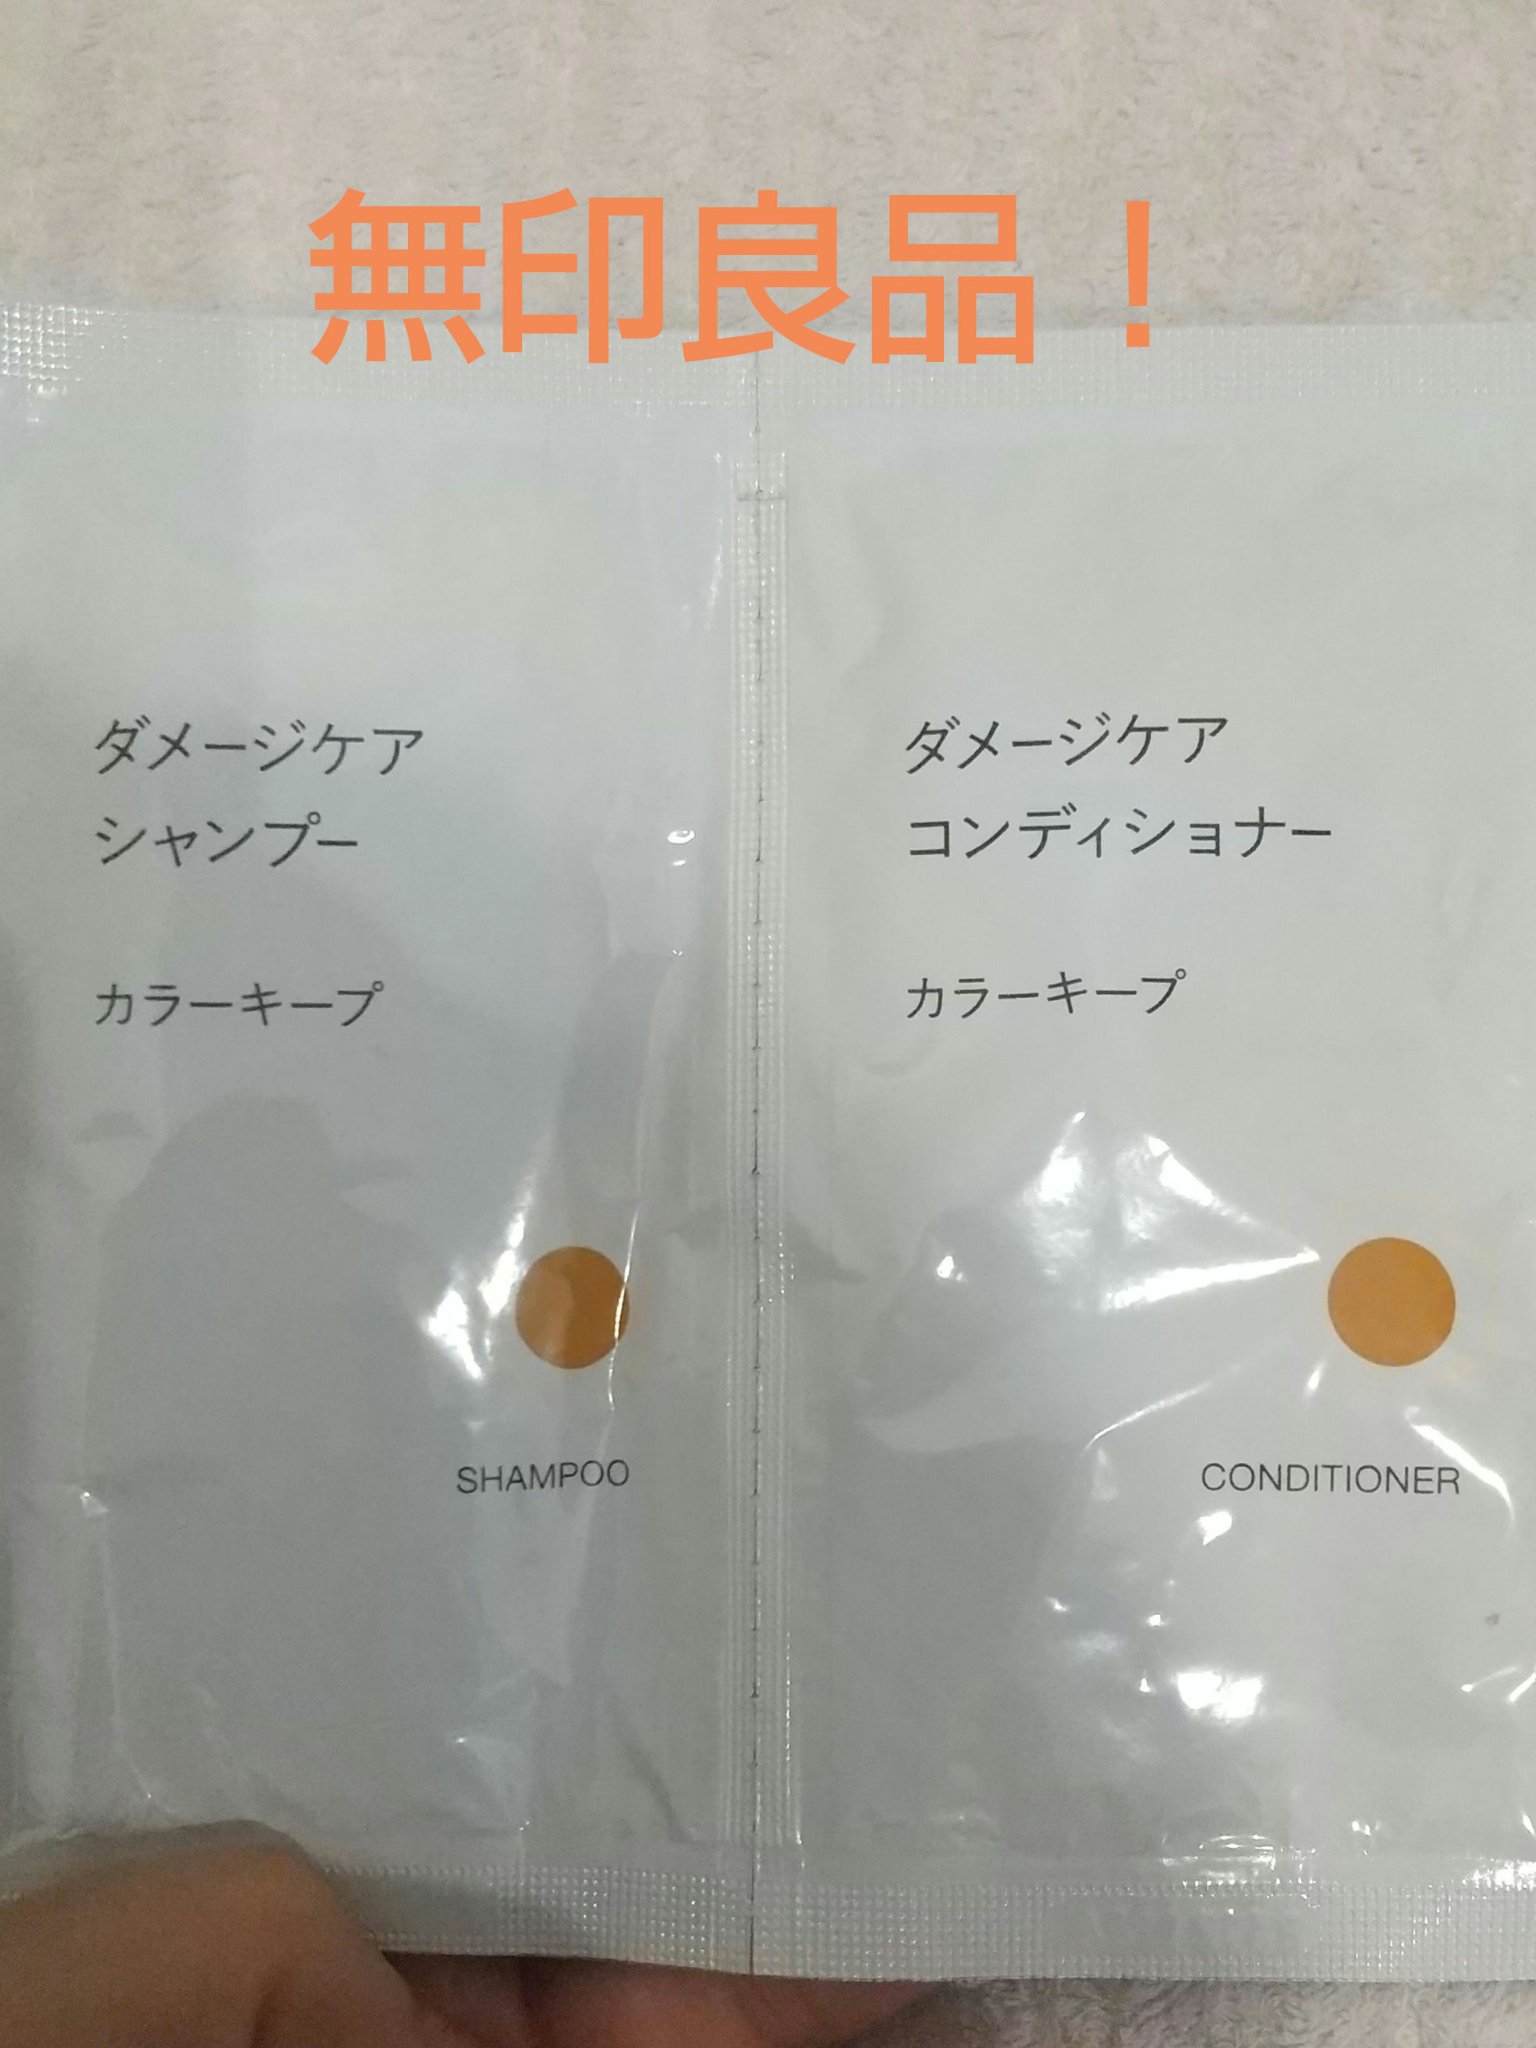 無印良品！
ダメージケア
シャンプー
カラーキープ
SHAMPOO
ダメージケア
コンディショナー
カラーキープ
CONDITIONER